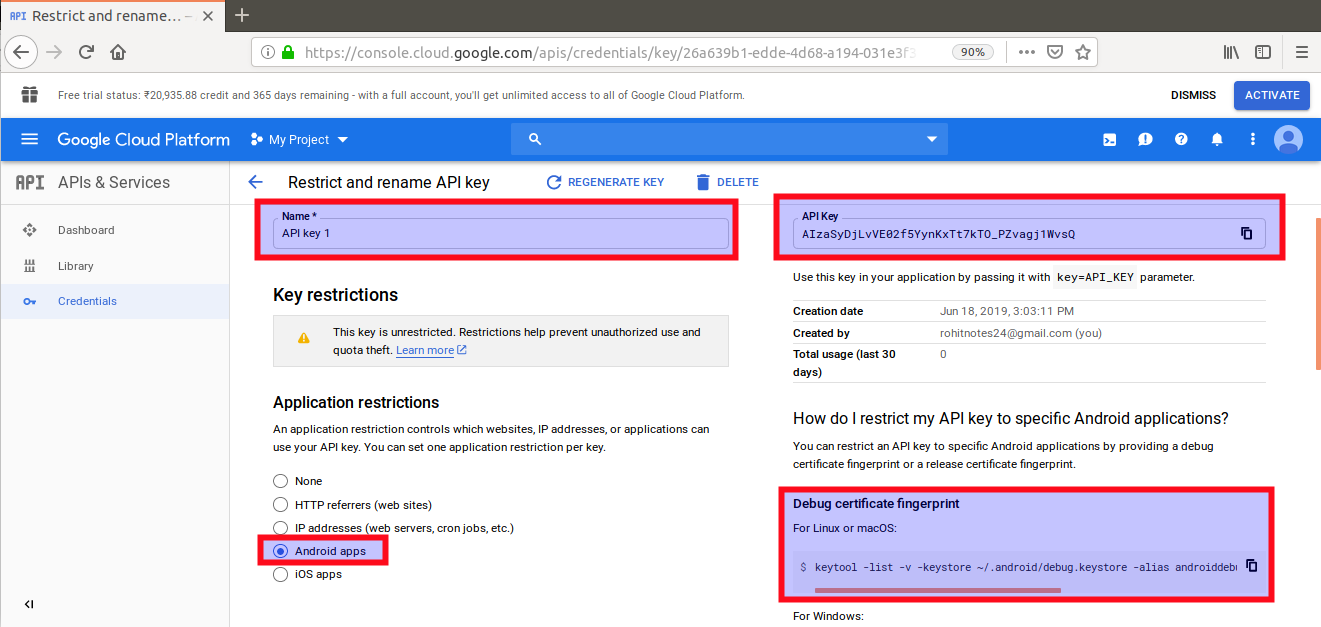 API Restrict and rename… –
https://console.cloud.google.com/apis/credentials/key/26a639b1-edde-4d68-a194-031e3f3
90%
Free trial status: ₹20,935.88 credit and 365 days remaining - with a full account, you'll get unlimited access to all of Google Cloud Platform.
DISMISS
ACTIVATE
Google Cloud Platform
My Project
API APIs & Services
Restrict and rename API key
REGENERATE KEY
DELETE
Dashboard
Library
Credentials
Name *
API key 1
Key restrictions
This key is unrestricted. Restrictions help prevent unauthorized use and
quota theft. Learn more
Application restrictions
An application restriction controls which websites, IP addresses, or applications can
use your API key. You can set one application restriction per key.
None
HTTP referrers (web sites)
IP addresses (web servers, cron jobs, etc.)
Android apps
iOS apps
API Key
AIzaSyDjLvVE02f5YynKxTt7kTO_PZvagj1WvsQ
Use this key in your application by passing it with key=API_KEY parameter.
Creation date Jun 18, 2019, 3:03:11 PM
Created by rohitnotes24@gmail.com (you)
Total usage (last 30 0
days)
How do I restrict my API key to specific Android applications?
You can restrict an API key to specific Android applications by providing a debug
certificate fingerprint or a release certificate fingerprint.
Debug certificate fingerprint
For Linux or macOS:
$ keytool -list -v -keystore ~/.android/debug.keystore -alias androiddebu
For Windows: